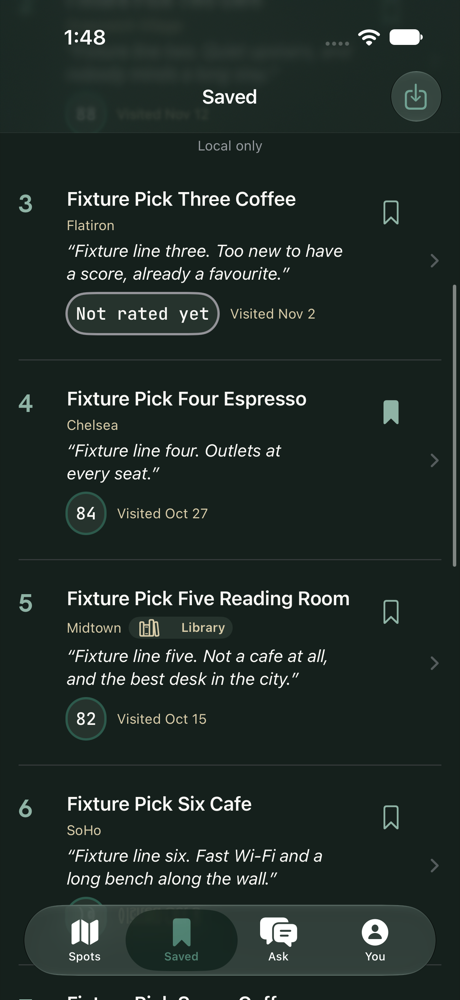 1:48
Saved
88 Visited Nov 12
Local only
3
Fixture Pick Three Coffee
Flatiron
“Fixture line three. Too new to have
a score, already a favourite.”
Not rated yet Visited Nov 2
4
Fixture Pick Four Espresso
Chelsea
“Fixture line four. Outlets at
every seat.”
84 Visited Oct 27
5
Fixture Pick Five Reading Room
Midtown Library
“Fixture line five. Not a cafe at all,
and the best desk in the city.”
82 Visited Oct 15
6
Fixture Pick Six Cafe
SoHo
“Fixture line six. Fast Wi-Fi and a
long bench along the wall.”
Spots Saved Ask You